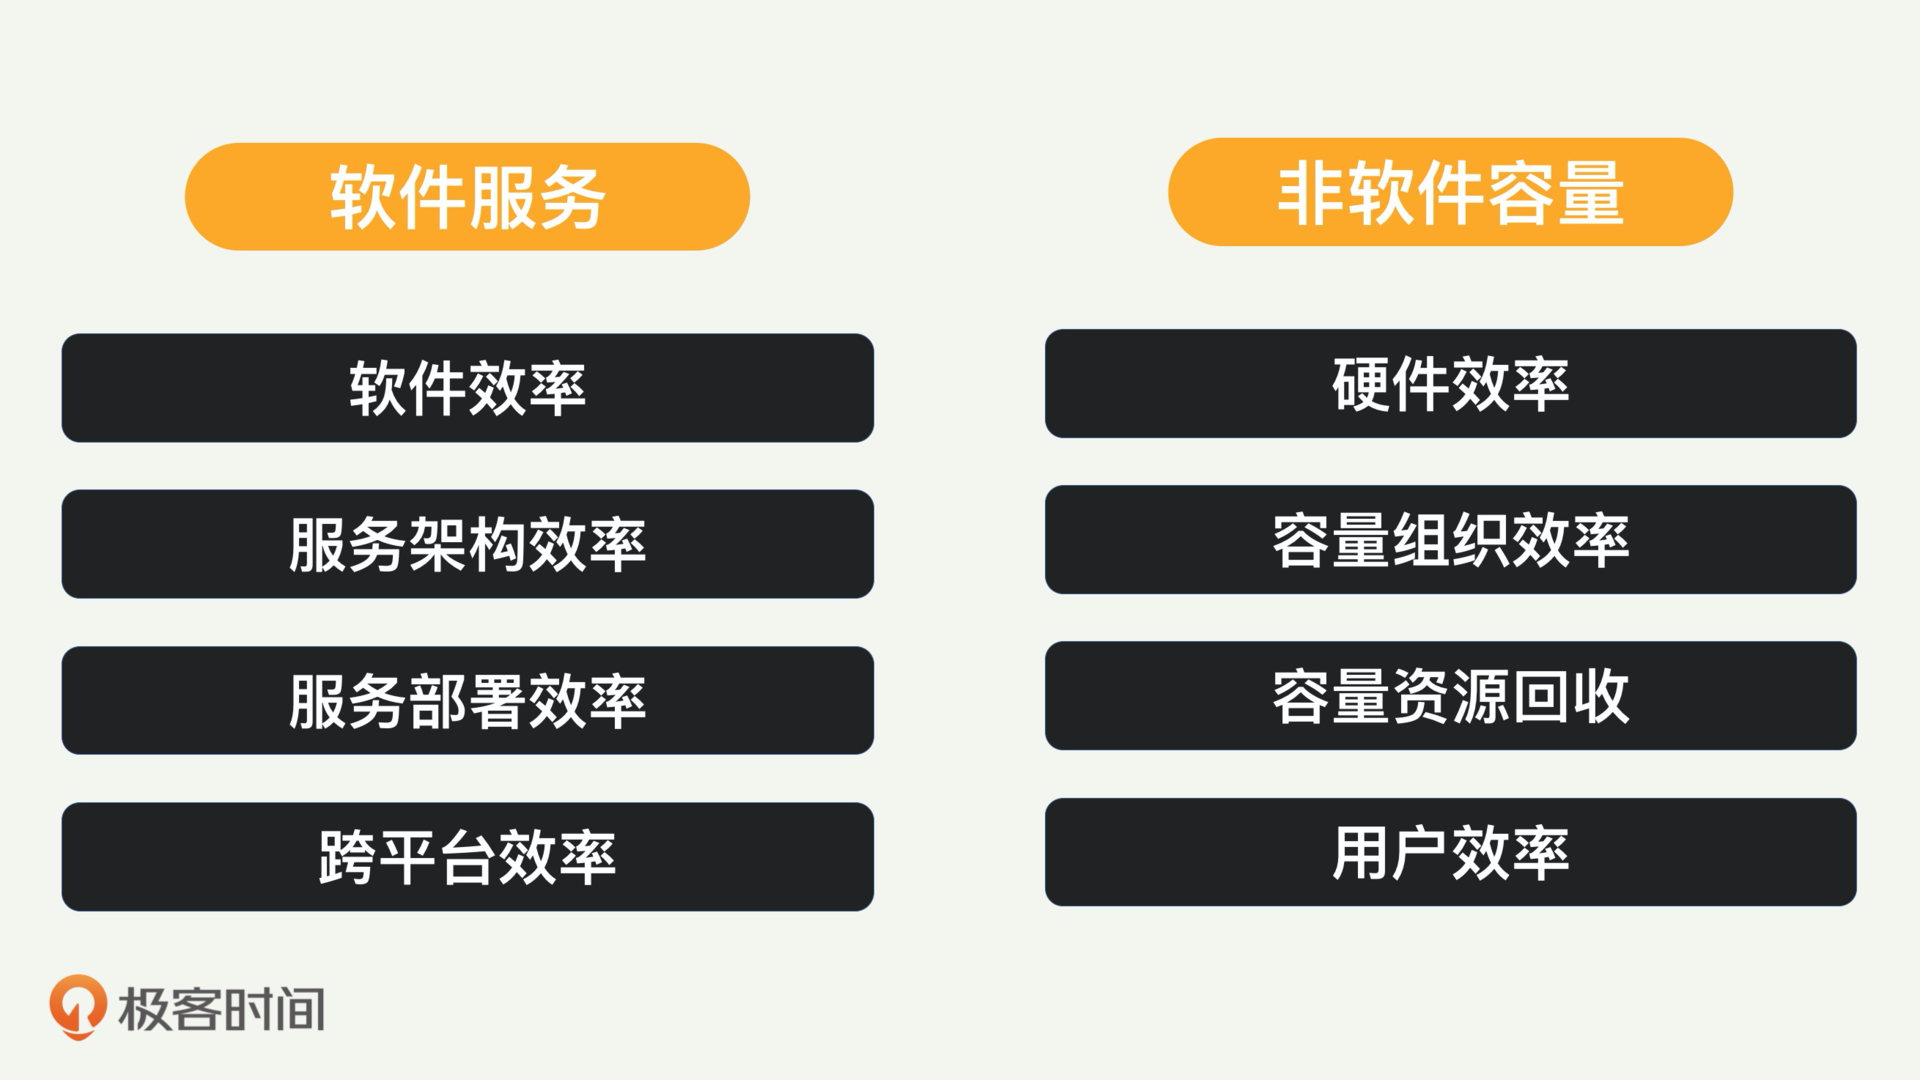 软件服务
软件效率
服务架构效率
服务部署效率
跨平台效率
非软件容量
硬件效率
容量组织效率
容量资源回收
用户效率
极客时间